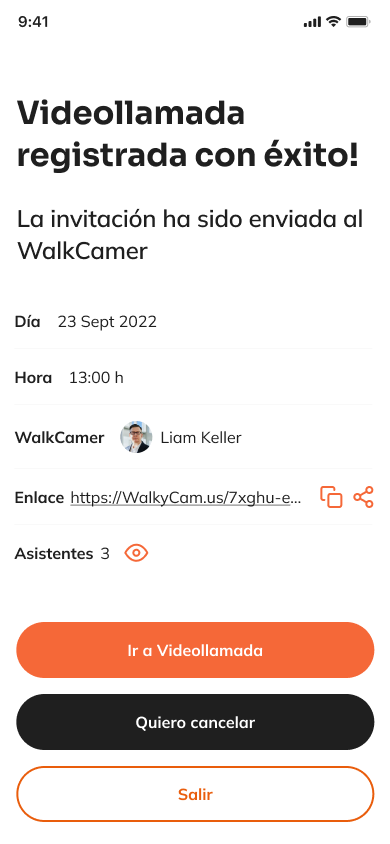 9:41
Videollamada
registrada con éxito!
La invitación ha sido enviada al
WalkCamer
Día 23 Sept 2022
Hora 13:00 h
WalkCamer Liam Keller
Enlace https://WalkyCam.us/7xghu-e...
Asistentes 3
Ir a Videollamada
Quiero cancelar
Salir